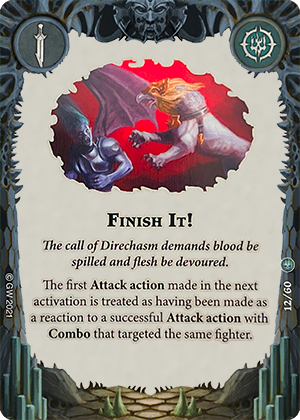 FINISH IT!
The call of Direchasm demands blood be
spilled and flesh be devoured.
The first Attack action made in the next
activation is treated as having been made as
a reaction to a successful Attack action with
Combo that targeted the same fighter.
© GW 2021
12/60